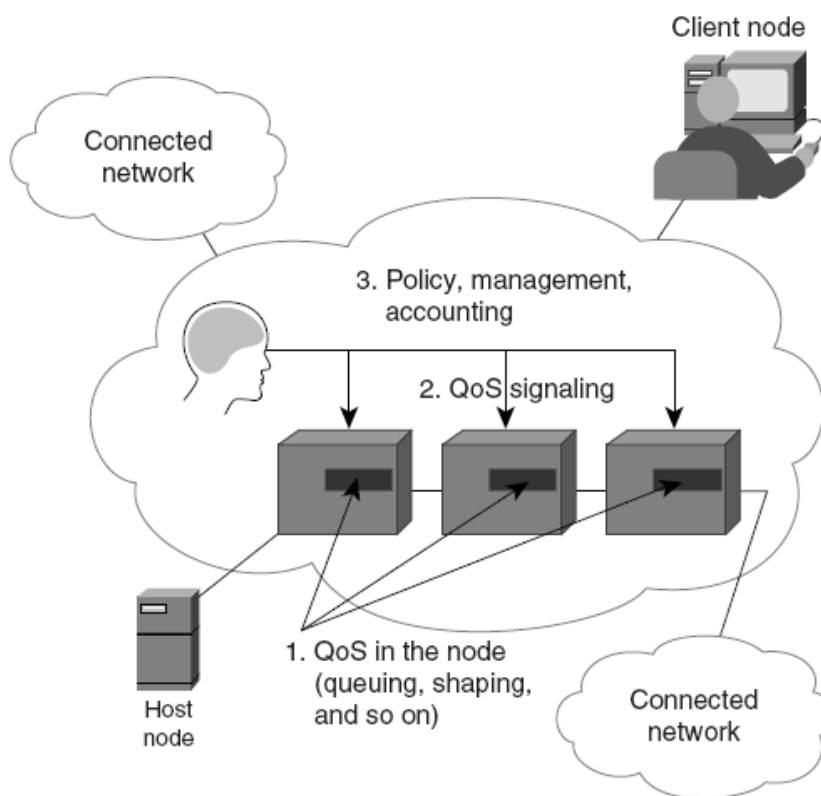 Client node
Connected
network
3. Policy, management,
accounting
2. QoS signaling
1. QoS in the node
(queuing, shaping,
and so on)
Host
node
Connected
network